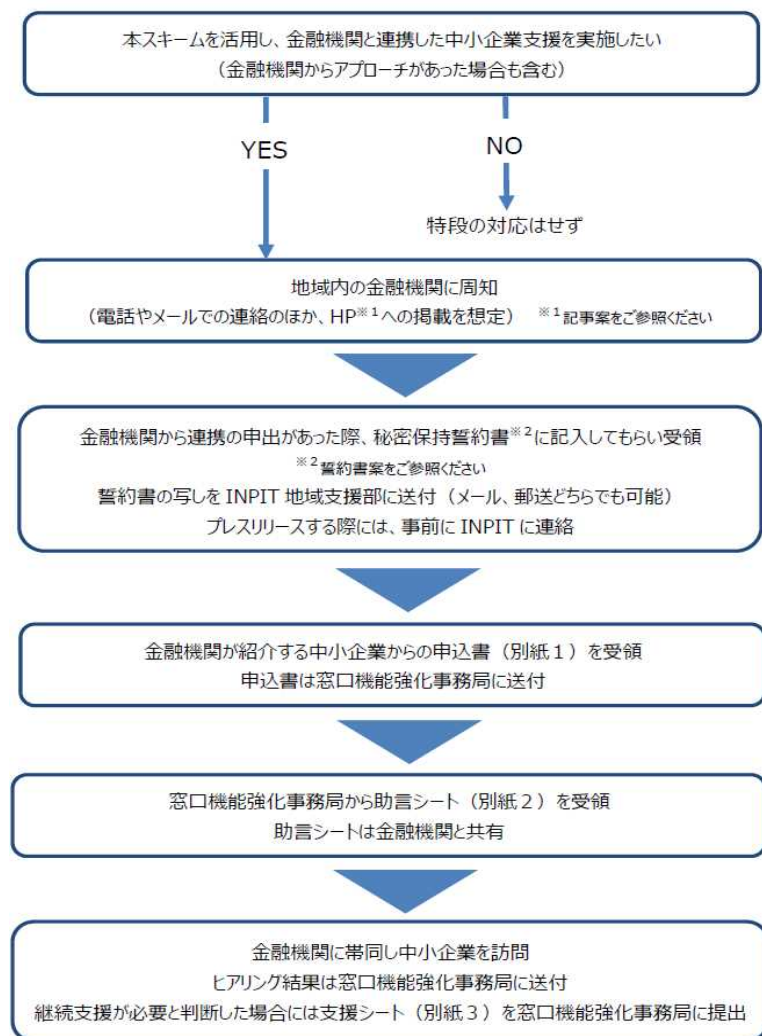 本スキームを活用し、金融機関と連携した中小企業支援を実施したい
（金融機関からアプローチがあった場合も含む）
YES
NO
特段の対応はせず
地域内の金融機関に周知
（電話やメールでの連絡のほか、HP※1への掲載を想定）　※1記事案をご参照ください
金融機関から連携の申出があった際、秘密保持誓約書※2に記入してもらい受領
※2誓約書案をご参照ください
誓約書の写しを INPIT 地域支援部に送付（メール、郵送どちらでも可能）
プレスリリースする際には、事前に INPIT に連絡
金融機関が紹介する中小企業からの申込書（別紙１）を受領
申込書は窓口機能強化事務局に送付
窓口機能強化事務局から助言シート（別紙２）を受領
助言シートは金融機関と共有
金融機関に帯同し中小企業を訪問
ヒアリング結果は窓口機能強化事務局に送付
継続支援が必要と判断した場合には支援シート（別紙３）を窓口機能強化事務局に提出